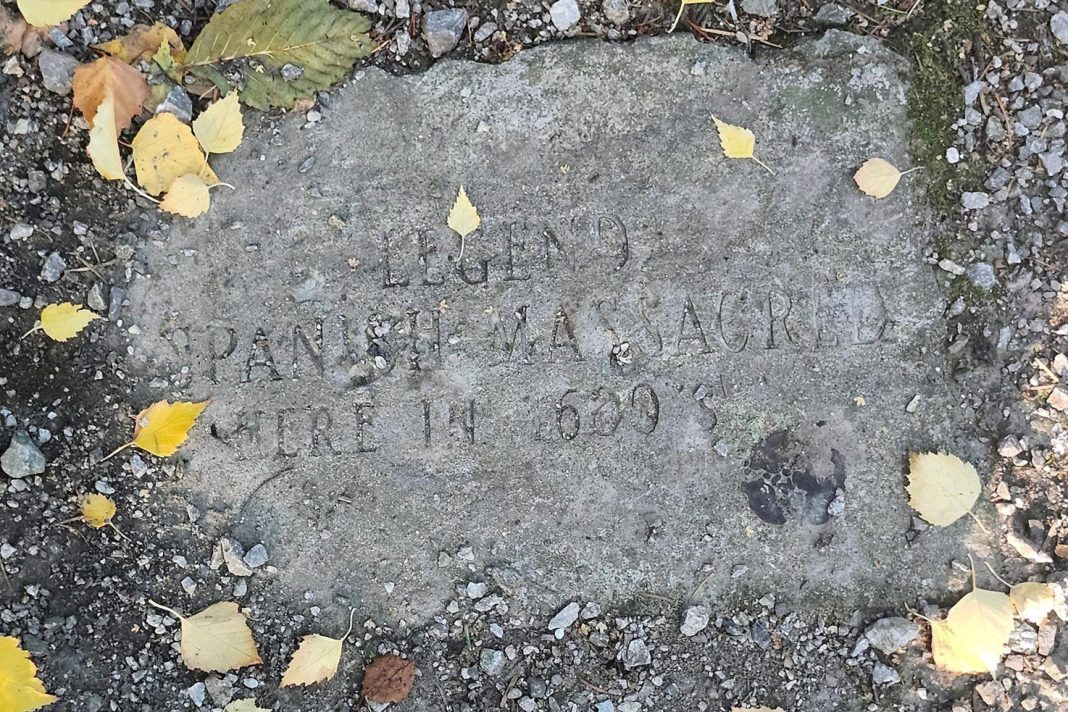 LEGEND
SPANISH MASSACRED
HERE IN 1600'S